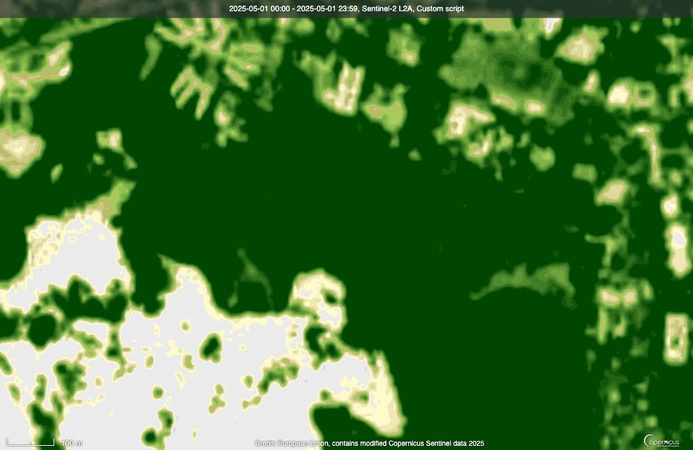 2025-05-01 00:00 - 2025-05-01 23:59, Sentinel-2 L2A, Custom script
100 m
Credit: European Union, contains modified Copernicus Sentinel data 2025
Copernicus